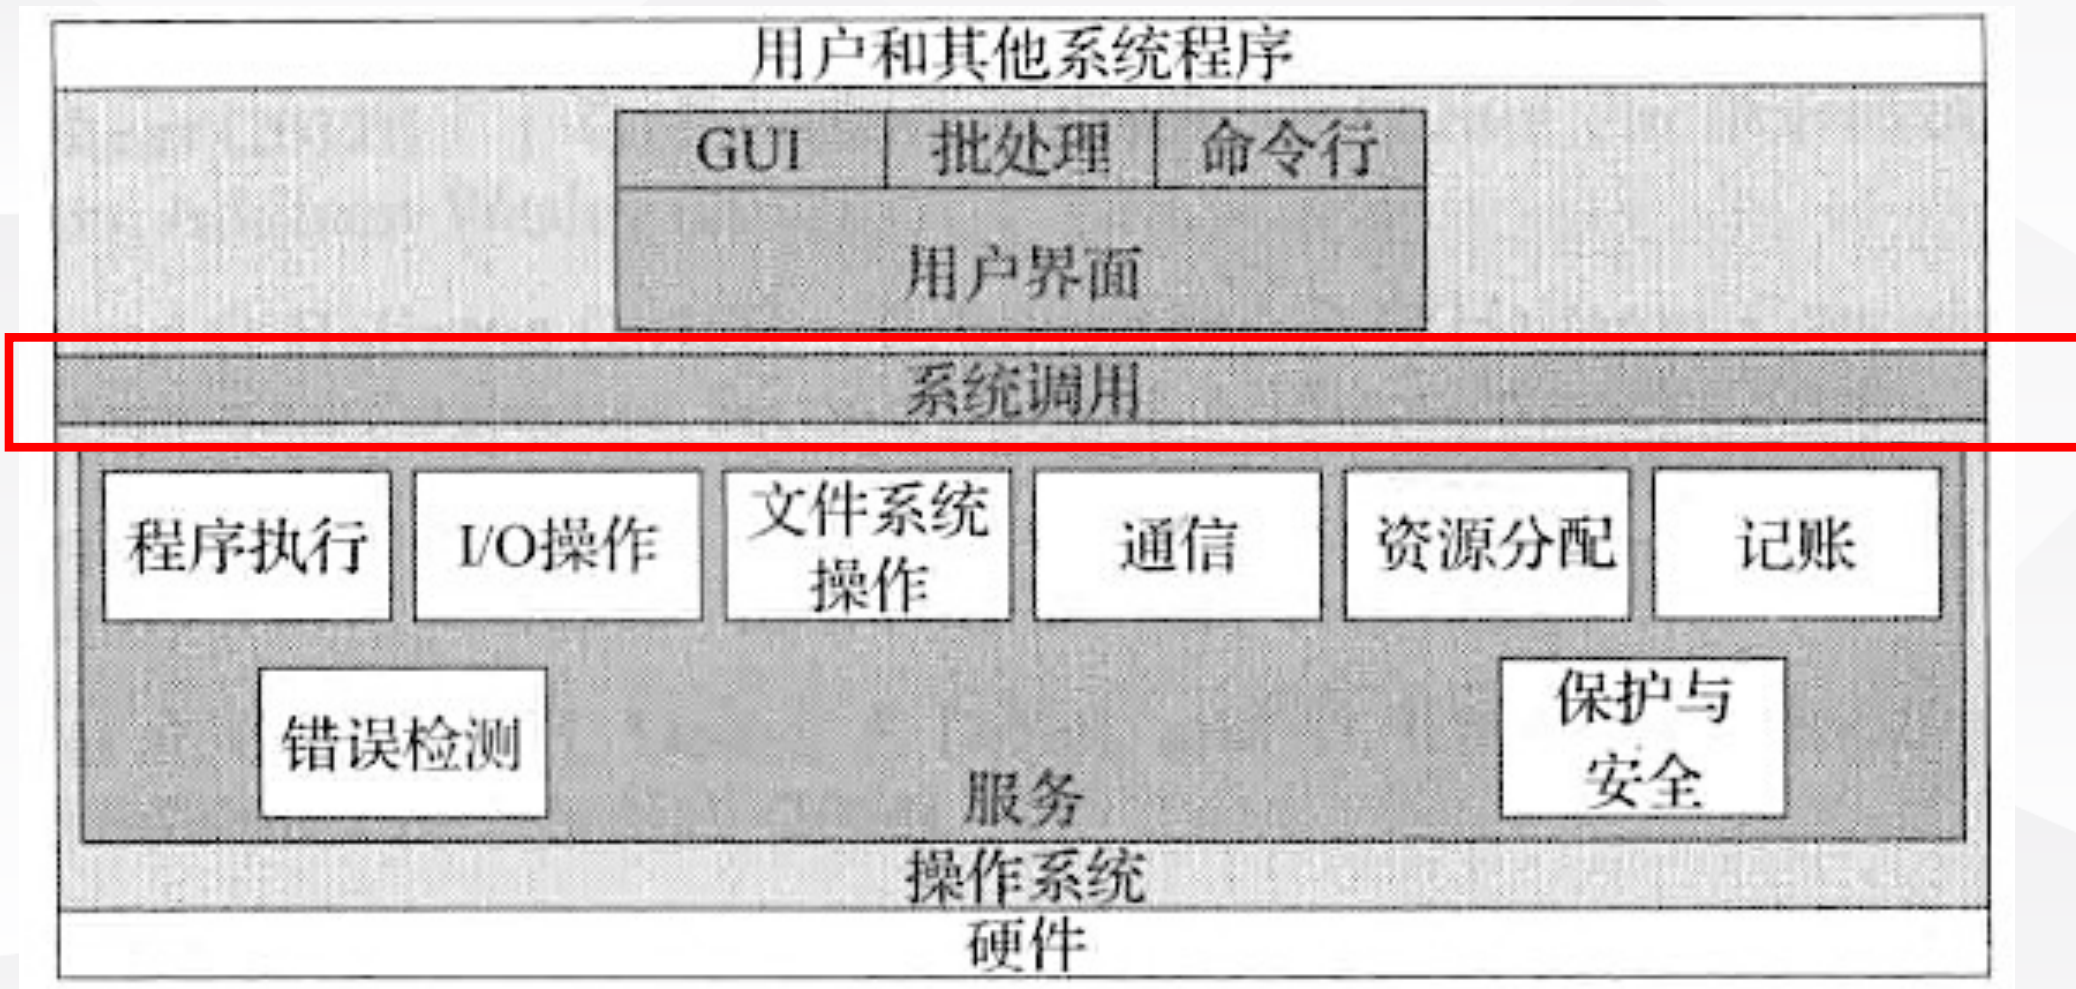 用户和其他系统程序
GUI 批处理 命令行
用户界面
系统调用
程序执行 I/O操作 文件系统操作 通信 资源分配 记账
错误检测 保护与安全
服务
操作系统
硬件